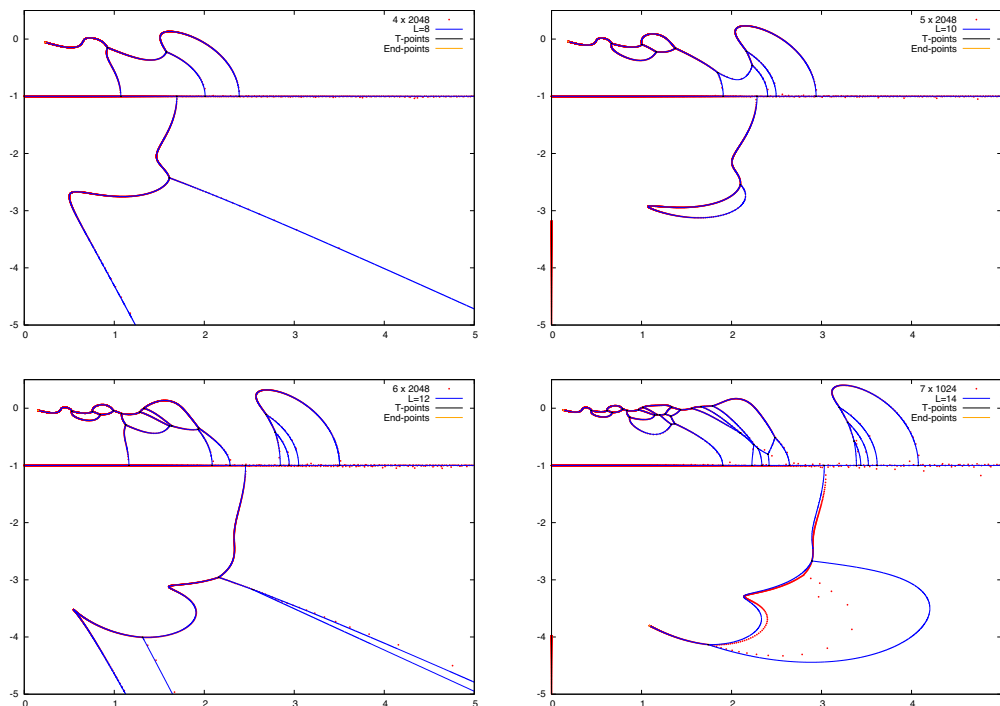 4 x 2048
L=8
T-points
End-points
0
-1
-2
-3
-4
-5
0 1 2 3 4 5
5 x 2048
L=10
T-points
End-points
0
-1
-2
-3
-4
-5
0 1 2 3 4
6 x 2048
L=12
T-points
End-points
0
-1
-2
-3
-4
-5
0 1 2 3 4 5
7 x 1024
L=14
T-points
End-points
0
-1
-2
-3
-4
-5
0 1 2 3 4